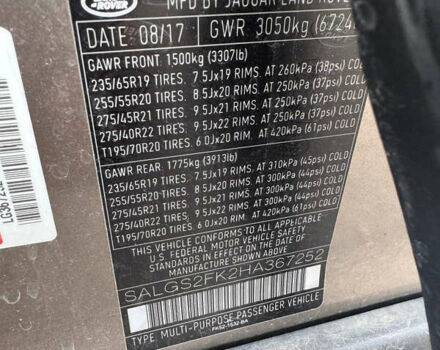 ROVER
MFD BY JAGUAR LAND ROVER
DATE 08/17 GWR 3050kg (6724
GAWR FRONT: 1500kg (3307lb)
235/65R19 TIRES. 7.5Jx19 RIMS. AT 260kPa (38psi) COLD
255/55R20 TIRES. 8.5Jx20 RIMS. AT 250kPa (37psi) COLD
275/45R21 TIRES. 9.5Jx21 RIMS. AT 250kPa (37psi) COLD
275/40R22 TIRES. 9.5Jx22 RIMS. AT 250kPa (37psi) COLD
T195/70R20 TIRES. 6.0Jx20 RIMS. AT 420kPa (61psi) COLD
GAWR REAR: 1775kg (3913lb)
235/65R19 TIRES. 7.5Jx19 RIMS. AT 310kPa (45psi) COLD
255/55R20 TIRES. 8.5Jx20 RIMS. AT 300kPa (44psi) COLD
275/45R21 TIRES. 9.5Jx21 RIMS. AT 300kPa (44psi) COLD
275/40R22 TIRES. 9.5Jx22 RIMS. AT 300kPa (44psi) COLD
T195/70R20 TIRES. 6.0Jx20 RIMS. AT 420kPa (61psi) COLD
THIS VEHICLE CONFORMS TO ALL APPLICABLE
U.S. FEDERAL MOTOR VEHICLE SAFETY AND
THEFT PREVENTION STANDARDS IN EFFECT ON
THE DATE OF MANUFACTURE SHOWN ABOVE.
SALGS2FK2HA367252
TYPE: MULTI-PURPOSE PASSENGER VEHICLE